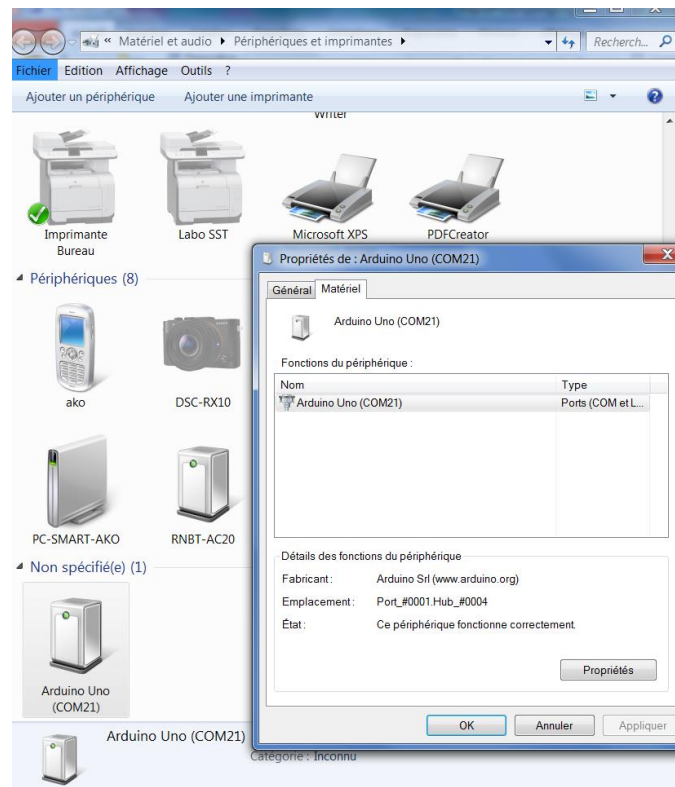 « Matériel et audio ▸ Périphériques et imprimantes ▸
Recherch...
Fichier Edition Affichage Outils ?
Ajouter un périphérique Ajouter une imprimante
Writer
Imprimante
Bureau
Labo SST
Microsoft XPS
PDFCreator
Périphériques (8)
ako
DSC-RX10
PC-SMART-AKO
RNBT-AC20
Non spécifié(e) (1)
Arduino Uno
(COM21)
Propriétés de : Arduino Uno (COM21)
Général Matériel
Arduino Uno (COM21)
Fonctions du périphérique :
Nom Type
Arduino Uno (COM21) Ports (COM et L...
Détails des fonctions du périphérique
Fabricant : Arduino Srl (www.arduino.org)
Emplacement : Port_#0001.Hub_#0004
État : Ce périphérique fonctionne correctement.
Propriétés
OK Annuler Appliquer
Arduino Uno (COM21)
Catégorie : Inconnu